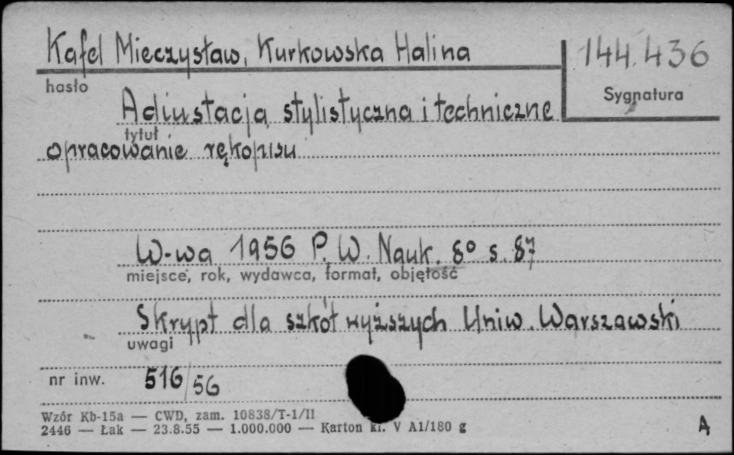 Kafel Mieczysław, Kurkowska Halina
144.436
hasło
Sygnatura
Adiustacja stylistyczna i techniczne
tytuł
opracowanie rękopisu
W-wa 1956 P. W. Nauk. 8° s. 87
miejsce, rok, wydawca, format, objętość
Skrypt dla szkół wyższych Uniw. Warszawski
uwagi
nr inw. 516/56
Wzór Kb-15a — CWD, zam. 10838/T-1/II
2446 — Łak — 23.8.55 — 1.000.000 — Karton kl. V A1/180 g
A